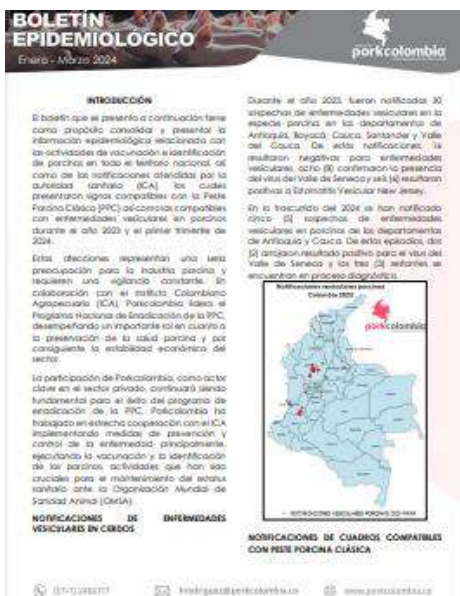 BOLETÍN
EPIDEMIOLÓGICO
Enero - Marzo 2024
porkcolombia
INTRODUCCIÓN
El boletín que se presenta a continuación tiene
como propósito consolidar y presentar la
información epidemiológica relacionada con
las actividades de vacunación e identificación
de porcinos en todo el territorio nacional, así
como de las notificaciones atendidas por la
autoridad sanitaria (ICA), los cuales
presentaron signos compatibles con la Peste
Porcina Clásica (PPC) así como las compatibles
con enfermedades vesiculares en porcinos
durante el año 2023 y el primer trimestre de
2024.
Estas afecciones representan una seria
preocupación para la industria porcina y
requieren una vigilancia constante. En
colaboración con el Instituto Colombiano
Agropecuario (ICA), Porkcolombia lidera el
Programa Nacional de Erradicación de la PPC,
desempeñando un importante rol en cuanto a
la preservación de la salud porcina y por
consiguiente la estabilidad económica del
sector.
La participación de Porkcolombia, como actor
clave en el sector privado, continuará siendo
fundamental para el éxito del programa de
erradicación de la PPC. Porkcolombia ha
trabajado en estrecha cooperación con el ICA
implementando medidas de prevención y
control de la enfermedad, principalmente,
ejecutando la vacunación y la identificación
de los porcinos, actividades que han sido
cruciales para el mantenimiento del estatus
sanitario ante la Organización Mundial de
Sanidad Animal (OMSA).
NOTIFICACIONES DE ENFERMEDADES
VESICULARES EN CERDOS
Durante el año 2023, fueron notificadas 30
sospechas de enfermedades vesiculares en la
especie porcina en los departamentos de
Antioquia, Boyacá, Cauca, Santander y Valle
del Cauca. De estas notificaciones, 16
resultaron negativas para enfermedades
vesiculares, ocho (8) confirmaron la presencia
del virus del Valle de Seneca y seis (6) resultaron
positivas a Estomatitis Vesicular New Jersey.
En lo trascurrido del 2024 se han notificado
cinco (5) sospechas de enfermedades
vesiculares en porcinos de los departamentos
de Antioquia y Cauca. De estos episodios, dos
(2) arrojaron resultado positivo para el virus del
Valle de Seneca y los tres (3) restantes se
encuentran en proceso diagnóstico.
Notificaciones vesiculares porcinos
Colombia 2023
porkcolombia
NOTIFICACIONES DE CUADROS COMPATIBLES
CON PESTE PORCINA CLÁSICA
www.porkcolombia.co